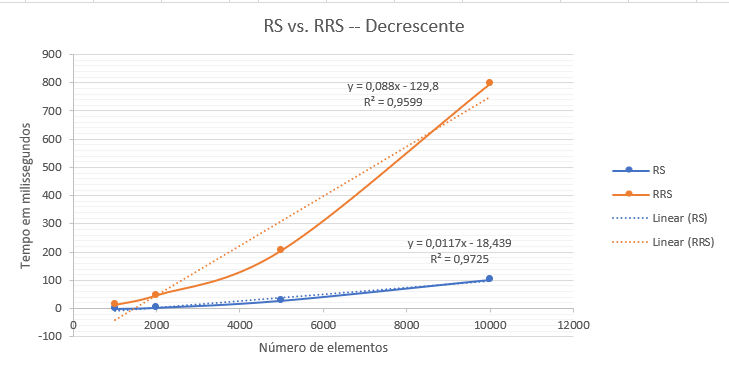 RS vs. RRS -- Decrescente
900
800
700
600
500
400
300
200
100
0
-100
Tempo em milissegundos
y = 0,088x - 129,8
R² = 0,9599
y = 0,0117x - 18,439
R² = 0,9725
0
2000
4000
6000
8000
10000
12000
Número de elementos
RS
RRS
Linear (RS)
Linear (RRS)